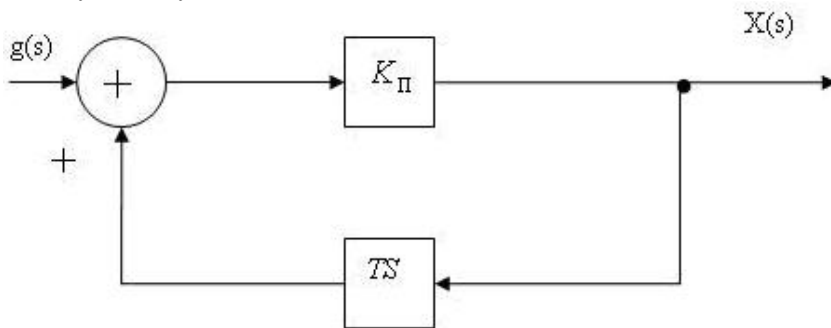 X(s)
g(s)
+
K_П
+
TS